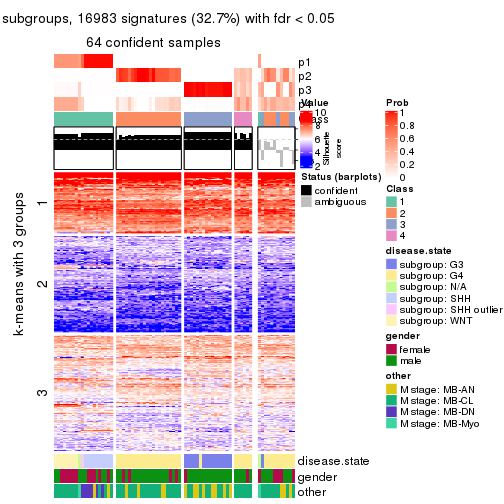 subgroups, 16983 signatures (32.7%) with fdr < 0.05
64 confident samples
p1
p2
p3
p4
Class
Silhouette
score
k-means with 3 groups
1
2
3
disease.state
gender
other
Value
10
8
6
4
2
Status (barplots)
confident
ambiguous
Prob
1
0.8
0.6
0.4
0.2
0
Class
1
2
3
4
disease.state
subgroup: G3
subgroup: G4
subgroup: N/A
subgroup: SHH
subgroup: SHH outlier
subgroup: WNT
gender
female
male
other
M stage: MB-AN
M stage: MB-CL
M stage: MB-DN
M stage: MB-Myo